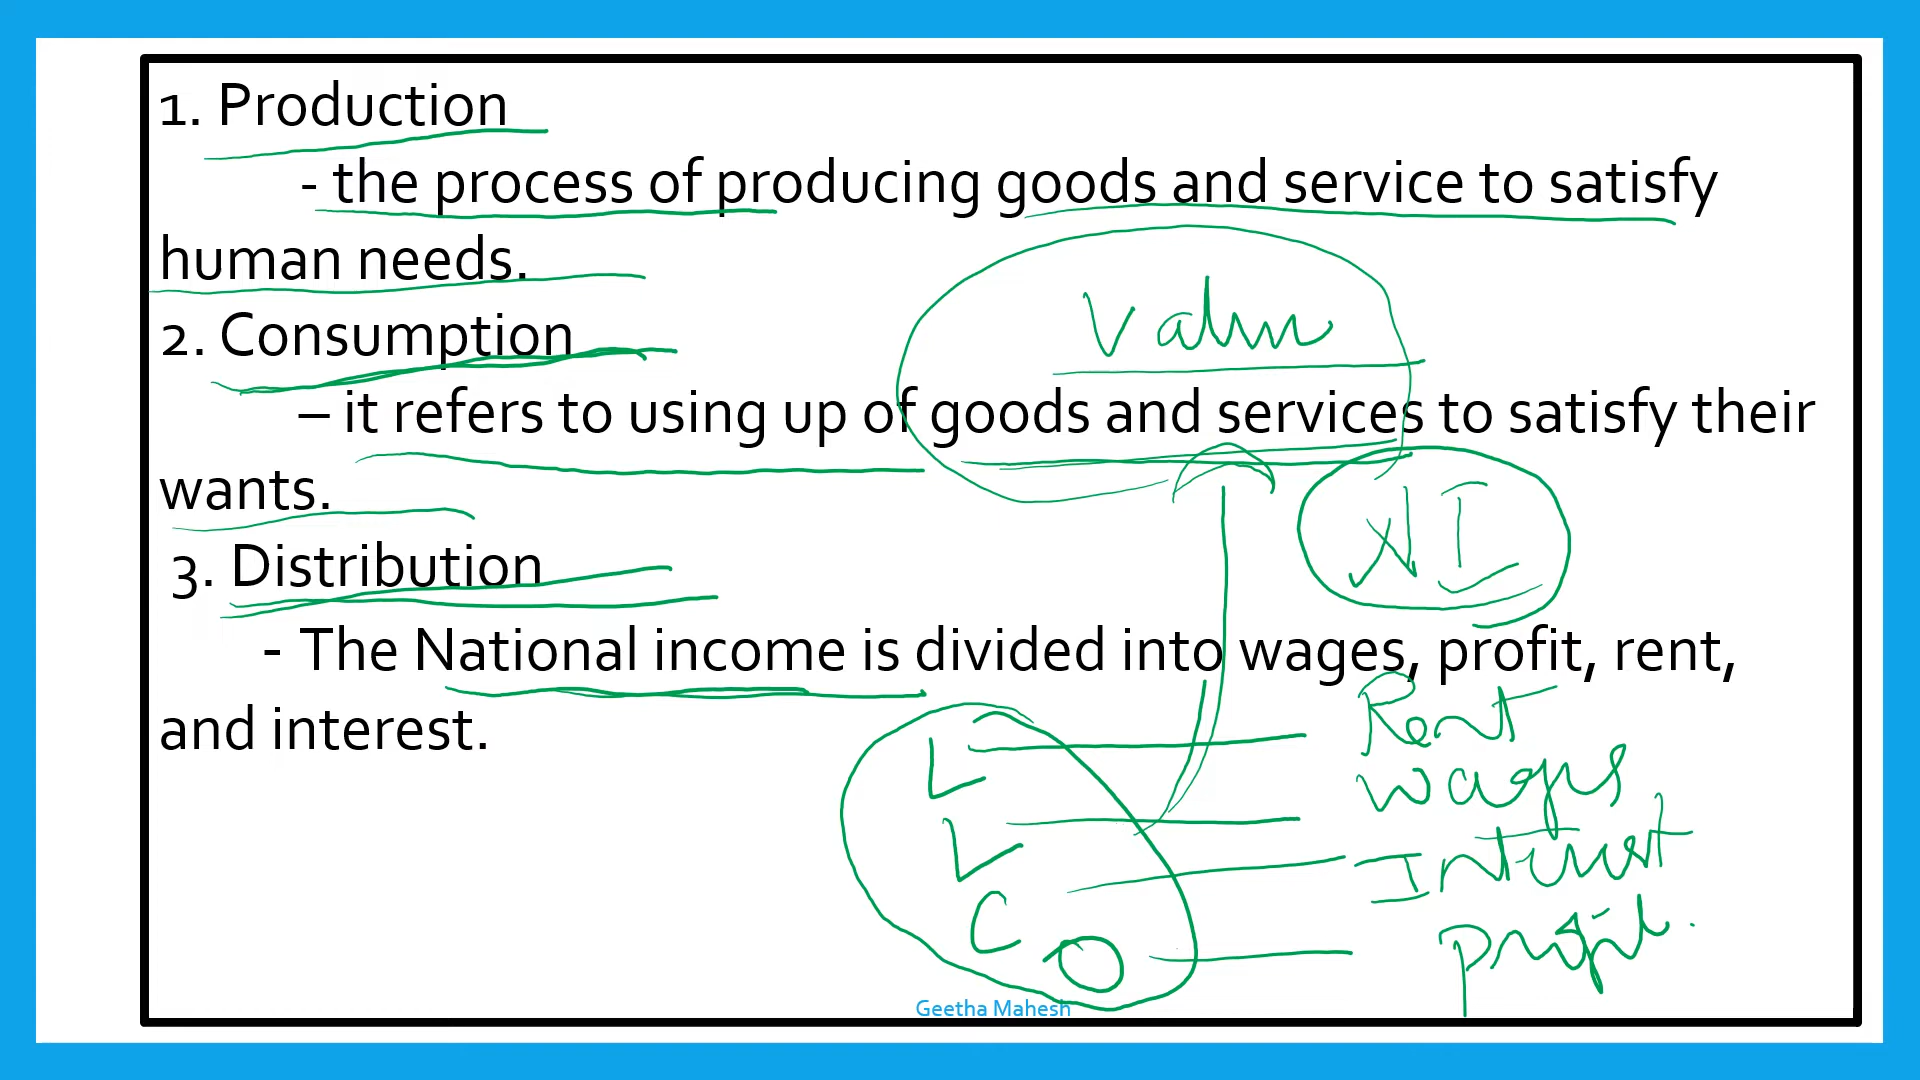 1. Production
- the process of producing goods and service to satisfy
human needs.
Value
2. Consumption
– it refers to using up of goods and services to satisfy their
wants.
XI
3. Distribution
- The National income is divided into wages, profit, rent,
and interest.
L Rent
L wages
C Interest
O profit.
Geetha Mahesh